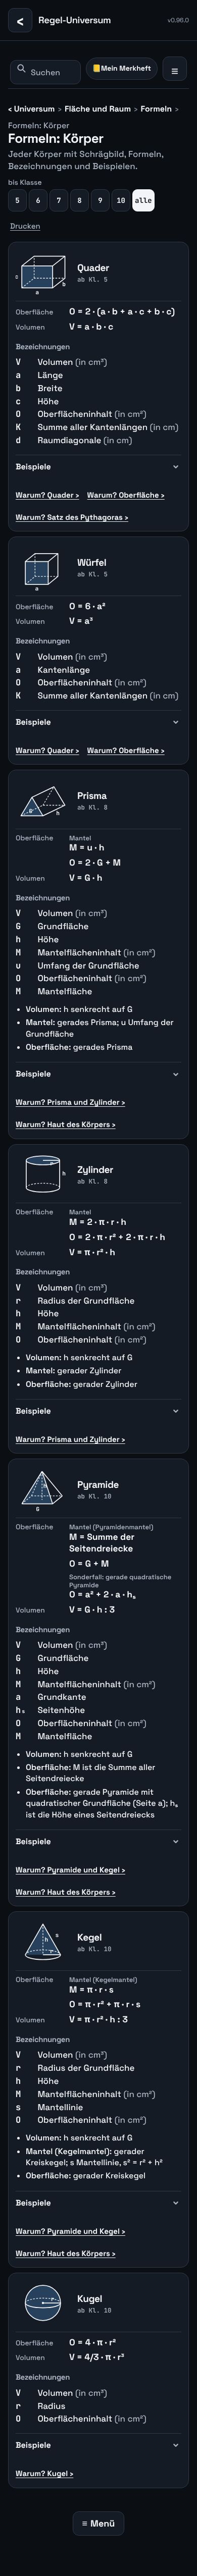 <
Regel-Universum
v0.96.0
Suchen
Mein Merkheft
≡
< Universum > Fläche und Raum > Formeln >
Formeln: Körper
Formeln: Körper
Jeder Körper mit Schrägbild, Formeln,
Bezeichnungen und Beispielen.
bis Klasse
5 6 7 8 9 10 alle
Drucken
c
b
a
Quader
ab Kl. 5
Oberfläche O = 2 · (a · b + a · c + b · c)
Volumen V = a · b · c
Bezeichnungen
V Volumen (in cm³)
a Länge
b Breite
c Höhe
O Oberflächeninhalt (in cm²)
K Summe aller Kantenlängen (in cm)
d Raumdiagonale (in cm)
Beispiele
Warum? Quader > Warum? Oberfläche >
Warum? Satz des Pythagoras >
a
Würfel
ab Kl. 5
Oberfläche O = 6 · a²
Volumen V = a³
Bezeichnungen
V Volumen (in cm³)
a Kantenlänge
O Oberflächeninhalt (in cm²)
K Summe aller Kantenlängen (in cm)
Beispiele
Warum? Quader > Warum? Oberfläche >
G
h
Prisma
ab Kl. 8
Oberfläche Mantel
M = u · h
O = 2 · G + M
Volumen V = G · h
Bezeichnungen
V Volumen (in cm³)
G Grundfläche
h Höhe
M Mantelflächeninhalt (in cm²)
u Umfang der Grundfläche
O Oberflächeninhalt (in cm²)
M Mantelfläche
• Volumen: h senkrecht auf G
• Mantel: gerades Prisma; u Umfang der
Grundfläche
• Oberfläche: gerades Prisma
Beispiele
Warum? Prisma und Zylinder >
Warum? Haut des Körpers >
r
h
Zylinder
ab Kl. 8
Oberfläche Mantel
M = 2 · π · r · h
O = 2 · π · r² + 2 · π · r · h
Volumen V = π · r² · h
Bezeichnungen
V Volumen (in cm³)
r Radius der Grundfläche
h Höhe
M Mantelflächeninhalt (in cm²)
O Oberflächeninhalt (in cm²)
• Volumen: h senkrecht auf G
• Mantel: gerader Zylinder
• Oberfläche: gerader Zylinder
Beispiele
Warum? Prisma und Zylinder >
h
G
Pyramide
ab Kl. 10
Oberfläche Mantel (Pyramidenmantel)
M = Summe der
Seitendreiecke
O = G + M
Sonderfall: gerade quadratische
Pyramide
O = a² + 2 · a · hₛ
Volumen V = G · h : 3
Bezeichnungen
V Volumen (in cm³)
G Grundfläche
h Höhe
M Mantelflächeninhalt (in cm²)
a Grundkante
hₛ Seitenhöhe
O Oberflächeninhalt (in cm²)
M Mantelfläche
• Volumen: h senkrecht auf G
• Oberfläche: M ist die Summe aller
Seitendreiecke
• Oberfläche: gerade Pyramide mit
quadratischer Grundfläche (Seite a); hₛ
ist die Höhe eines Seitendreiecks
Beispiele
Warum? Pyramide und Kegel >
Warum? Haut des Körpers >
s
h
r
Kegel
ab Kl. 10
Oberfläche Mantel (Kegelmantel)
M = π · r · s
O = π · r² + π · r · s
Volumen V = π · r² · h : 3
Bezeichnungen
V Volumen (in cm³)
r Radius der Grundfläche
h Höhe
M Mantelflächeninhalt (in cm²)
s Mantellinie
O Oberflächeninhalt (in cm²)
• Volumen: h senkrecht auf G
• Mantel (Kegelmantel): gerader
Kreiskegel; s Mantellinie, s² = r² + h²
• Oberfläche: gerader Kreiskegel
Beispiele
Warum? Pyramide und Kegel >
Warum? Haut des Körpers >
r
Kugel
ab Kl. 10
Oberfläche O = 4 · π · r²
Volumen V = 4/3 · π · r³
Bezeichnungen
V Volumen (in cm³)
r Radius
O Oberflächeninhalt (in cm²)
Beispiele
Warum? Kugel >
≡ Menü